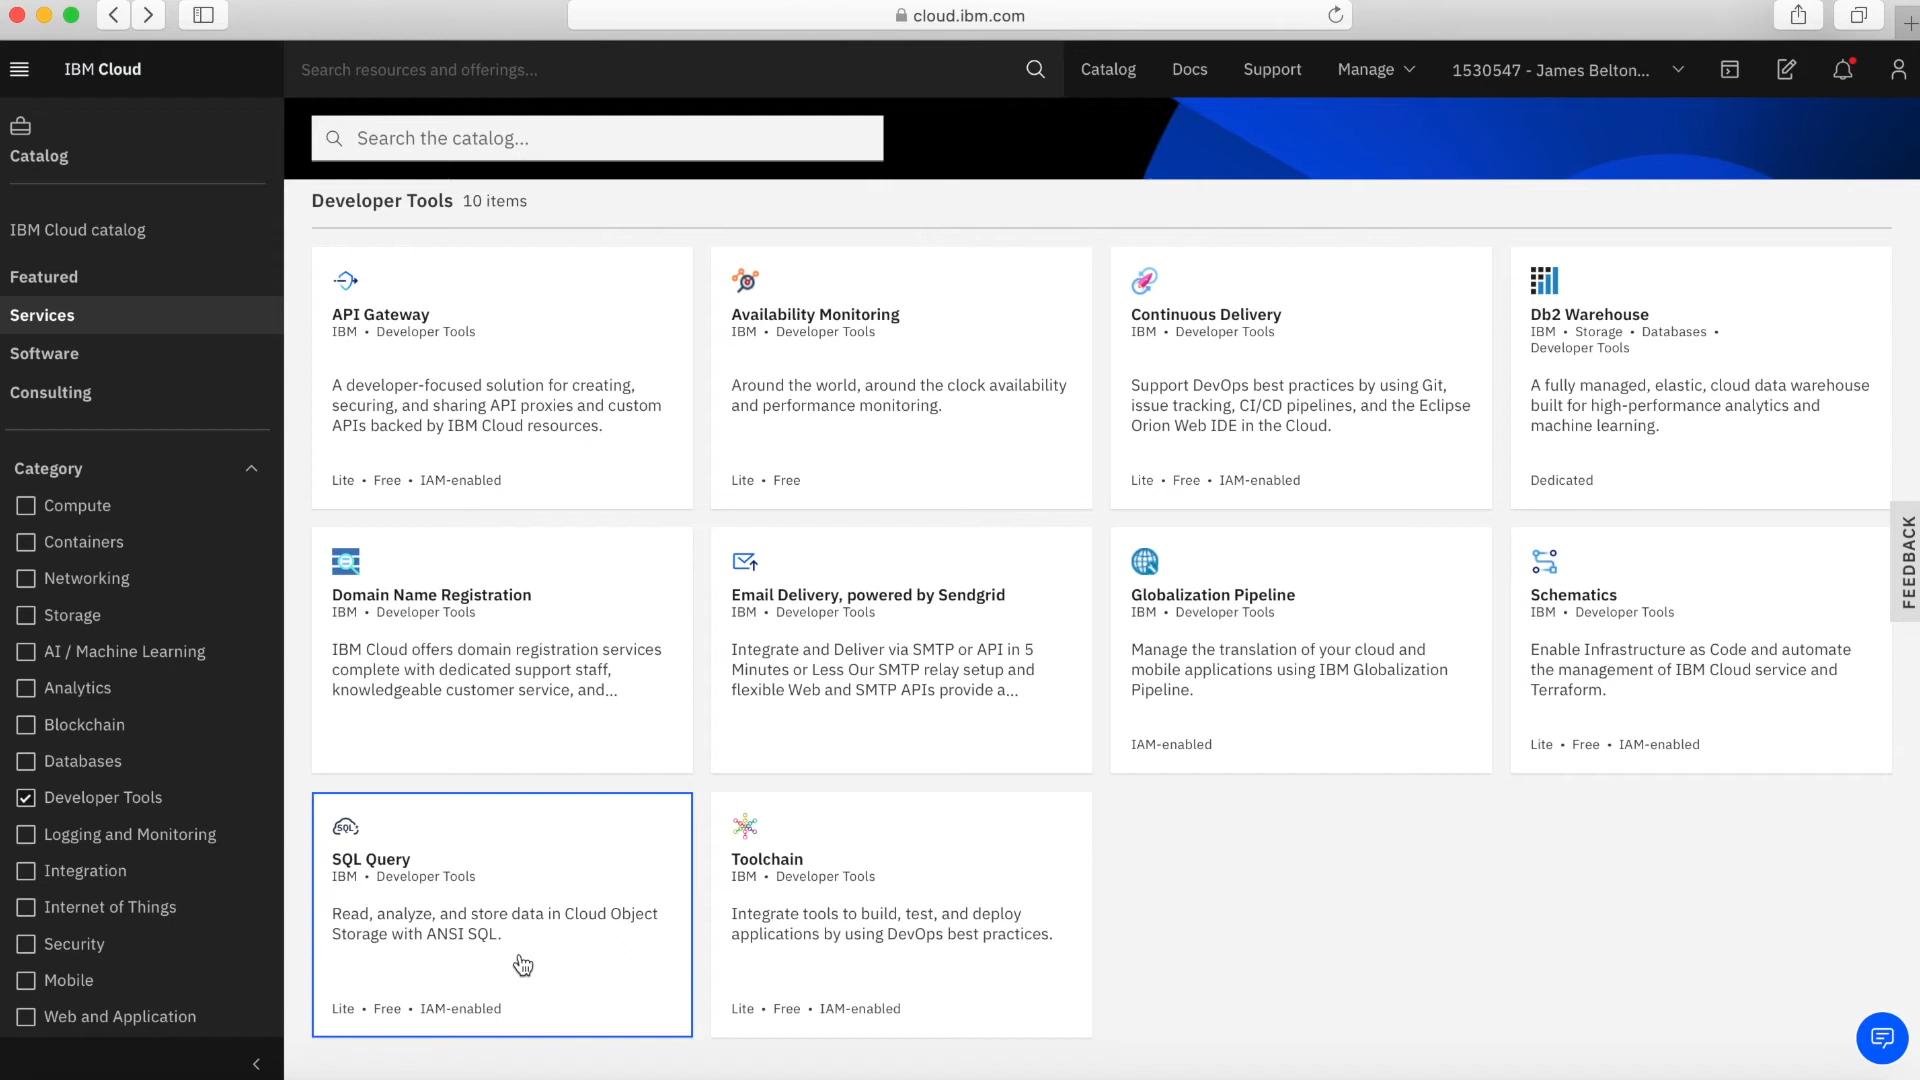 cloud.ibm.com
IBM Cloud
Search resources and offerings...
Catalog
Docs
Support
Manage
1530547 - James Belton...
Catalog
IBM Cloud catalog
Featured
Services
Software
Consulting
Category
Compute
Containers
Networking
Storage
AI / Machine Learning
Analytics
Blockchain
Databases
Developer Tools
Logging and Monitoring
Integration
Internet of Things
Security
Mobile
Web and Application
Search the catalog...
Developer Tools 10 items
API Gateway
IBM • Developer Tools
A developer-focused solution for creating,
securing, and sharing API proxies and custom
APIs backed by IBM Cloud resources.
Lite • Free • IAM-enabled
Availability Monitoring
IBM • Developer Tools
Around the world, around the clock availability
and performance monitoring.
Lite • Free
Continuous Delivery
IBM • Developer Tools
Support DevOps best practices by using Git,
issue tracking, CI/CD pipelines, and the Eclipse
Orion Web IDE in the Cloud.
Lite • Free • IAM-enabled
Db2 Warehouse
IBM • Storage • Databases •
Developer Tools
A fully managed, elastic, cloud data warehouse
built for high-performance analytics and
machine learning.
Dedicated
Domain Name Registration
IBM • Developer Tools
IBM Cloud offers domain registration services
complete with dedicated support staff,
knowledgeable customer service, and...
Email Delivery, powered by Sendgrid
IBM • Developer Tools
Integrate and Deliver via SMTP or API in 5
Minutes or Less Our SMTP relay setup and
flexible Web and SMTP APIs provide a...
Globalization Pipeline
IBM • Developer Tools
Manage the translation of your cloud and
mobile applications using IBM Globalization
Pipeline.
IAM-enabled
Schematics
IBM • Developer Tools
Enable Infrastructure as Code and automate
the management of IBM Cloud service and
Terraform.
Lite • Free • IAM-enabled
SQL
SQL Query
IBM • Developer Tools
Read, analyze, and store data in Cloud Object
Storage with ANSI SQL.
Lite • Free • IAM-enabled
Toolchain
IBM • Developer Tools
Integrate tools to build, test, and deploy
applications by using DevOps best practices.
Lite • Free • IAM-enabled
FEEDBACK